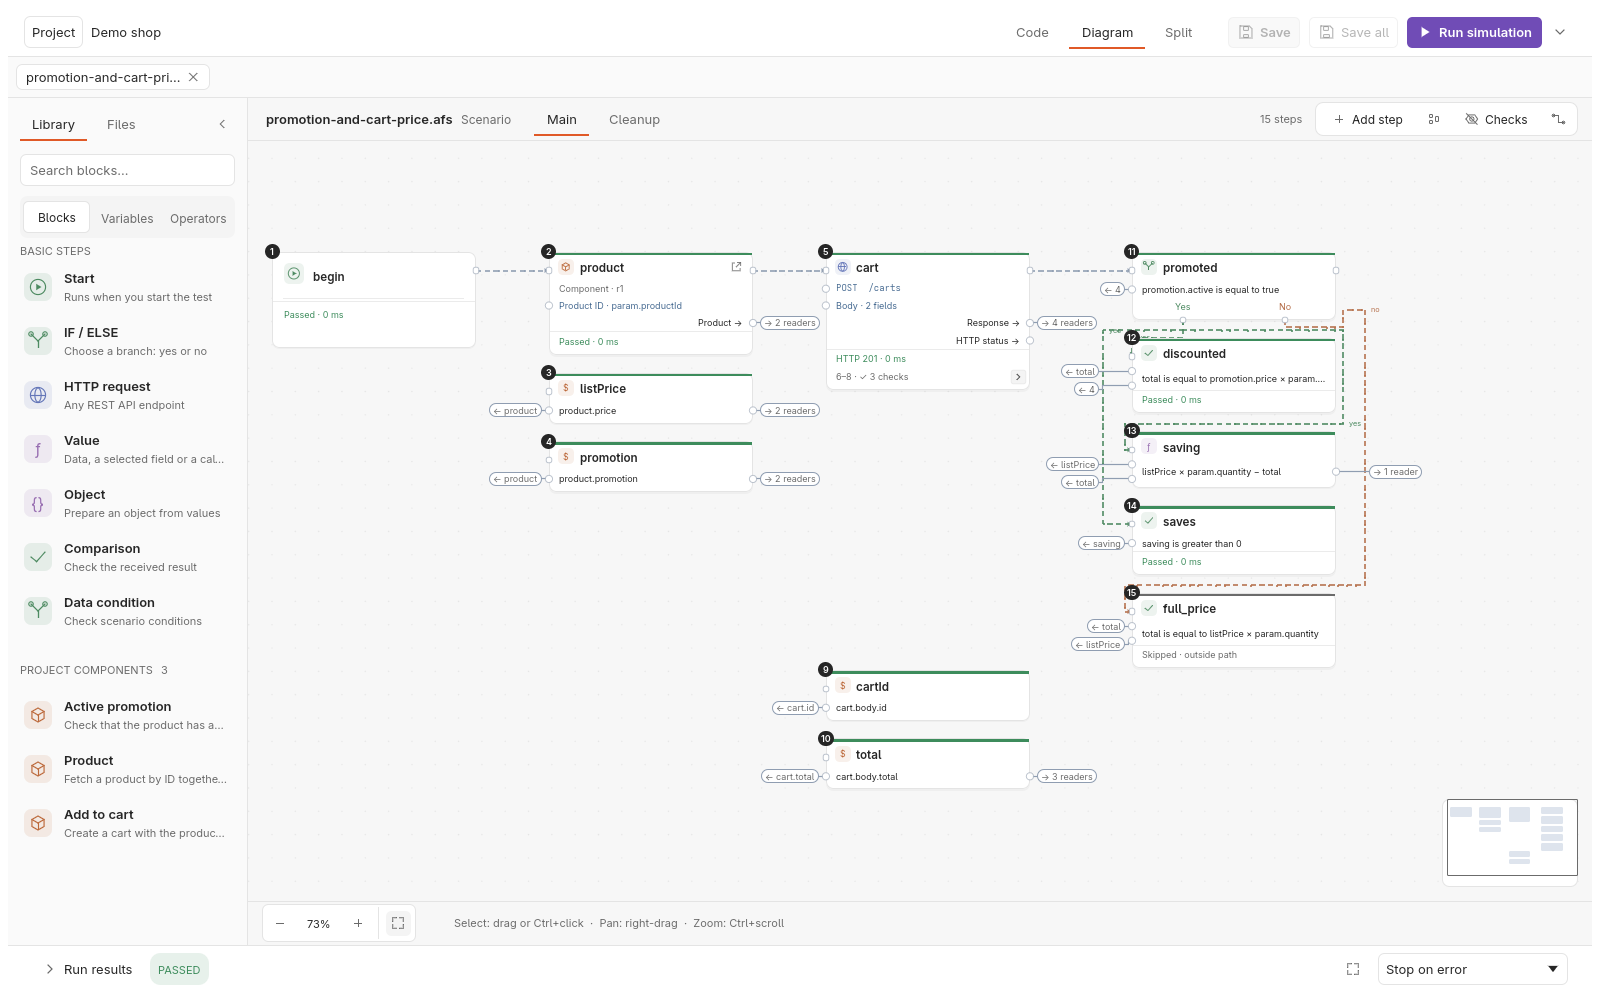 Project
Demo shop
Code
Diagram
Split
Save
Save all
Run simulation
promotion-and-cart-pri...
Library
Files
promotion-and-cart-price.afs
Scenario
Main
Cleanup
15 steps
Add step
Checks
Search blocks...
Blocks
Variables
Operators
BASIC STEPS
Start
Runs when you start the test
IF / ELSE
Choose a branch: yes or no
HTTP request
Any REST API endpoint
Value
Data, a selected field or a cal...
Object
Prepare an object from values
Comparison
Check the received result
Data condition
Check scenario conditions
PROJECT COMPONENTS 3
Active promotion
Check that the product has a...
Product
Fetch a product by ID togethe...
Add to cart
Create a cart with the produc...
1
begin
Passed · 0 ms
2
product
Component · r1
Product ID · param.productId
Product →
→ 2 readers
Passed · 0 ms
3
$
listPrice
← product
product.price
→ 2 readers
4
$
promotion
← product
product.promotion
→ 2 readers
5
cart
POST /carts
Body · 2 fields
Response →
→ 4 readers
HTTP status →
HTTP 201 · 0 ms
6–8 · ✓ 3 checks
9
$
cartId
← cart.id
cart.body.id
10
$
total
← cart.total
cart.body.total
→ 3 readers
11
promoted
← 4
promotion.active is equal to true
Yes
No
no
yes
12
discounted
← total
total is equal to promotion.price × param....
← 4
Passed · 0 ms
yes
13
ƒ
saving
← listPrice
listPrice × param.quantity − total
← total
→ 1 reader
14
saves
← saving
saving is greater than 0
Passed · 0 ms
15
full_price
← total
total is equal to listPrice × param.quantity
← listPrice
Skipped · outside path
73%
Select: drag or Ctrl+click · Pan: right-drag · Zoom: Ctrl+scroll
Run results
PASSED
Stop on error